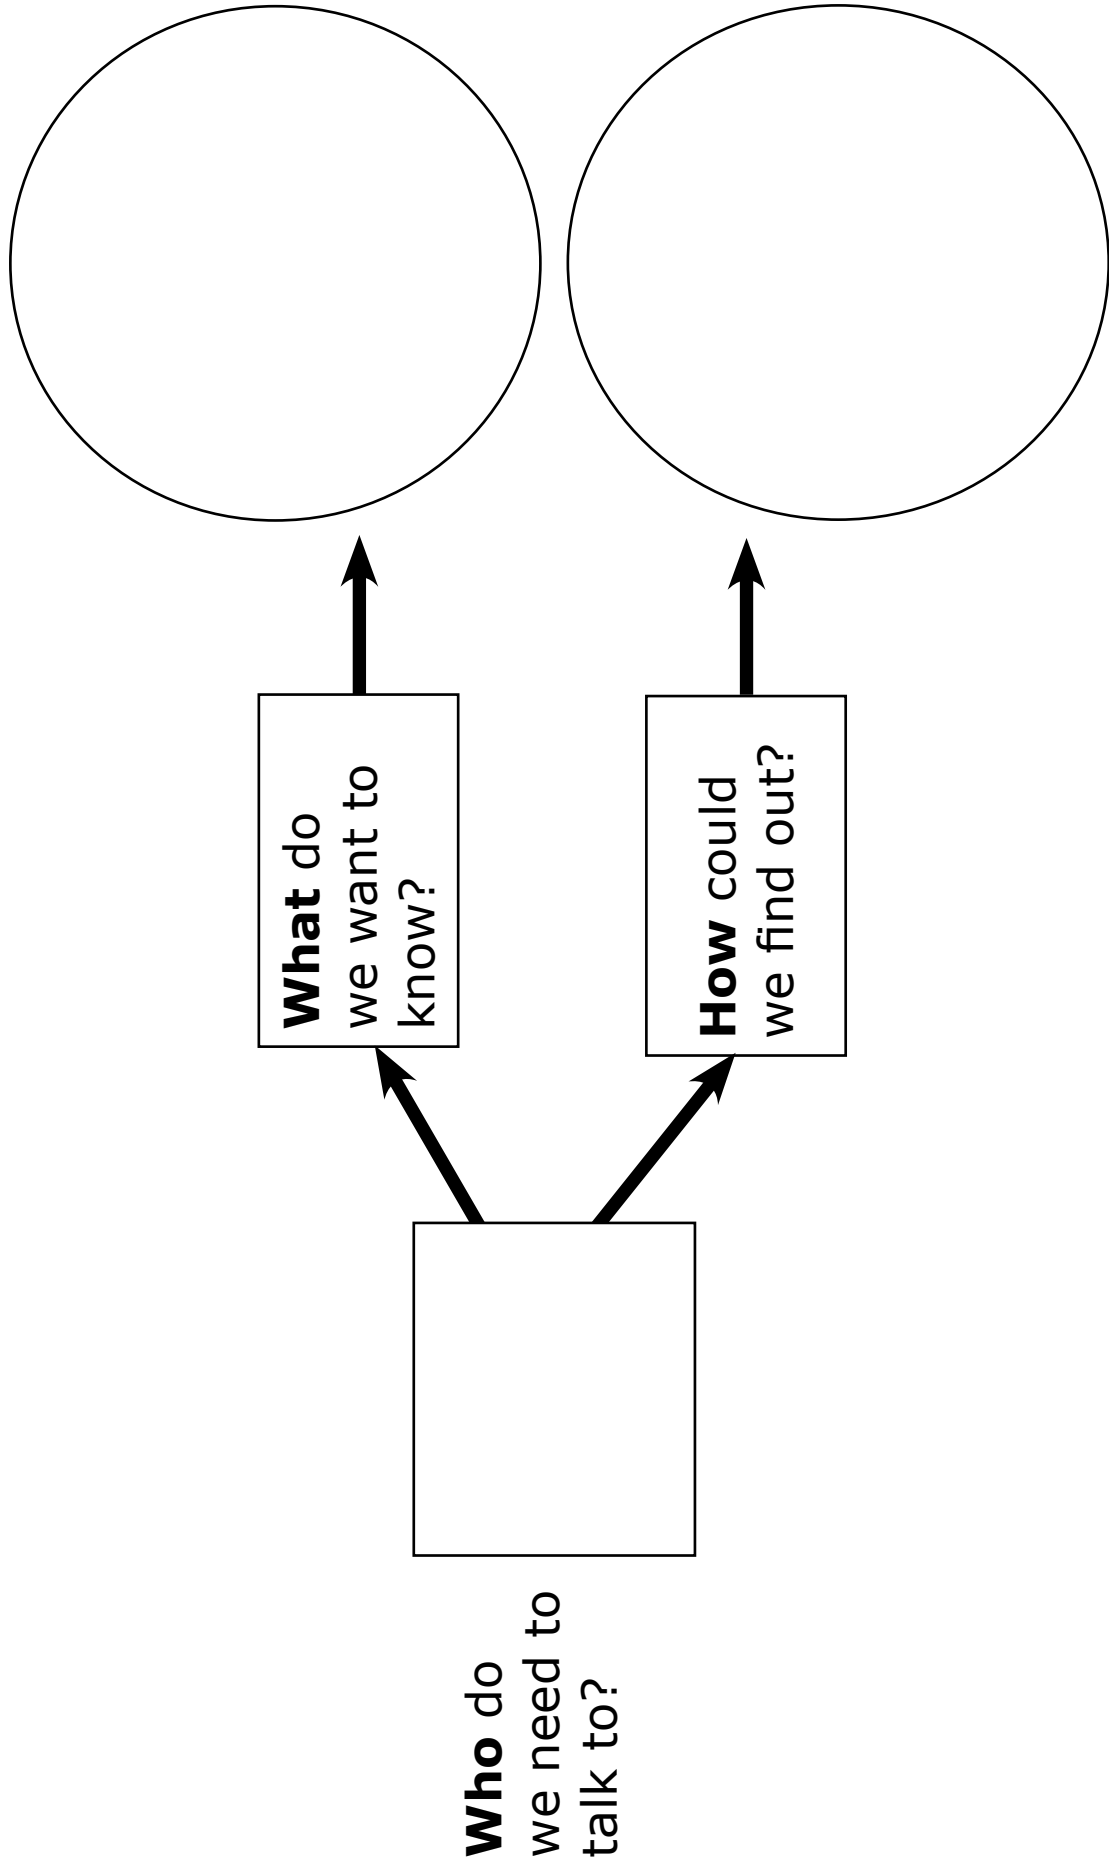 Who do
we need to
talk to?
What do
we want to
know?
How could
we find out?